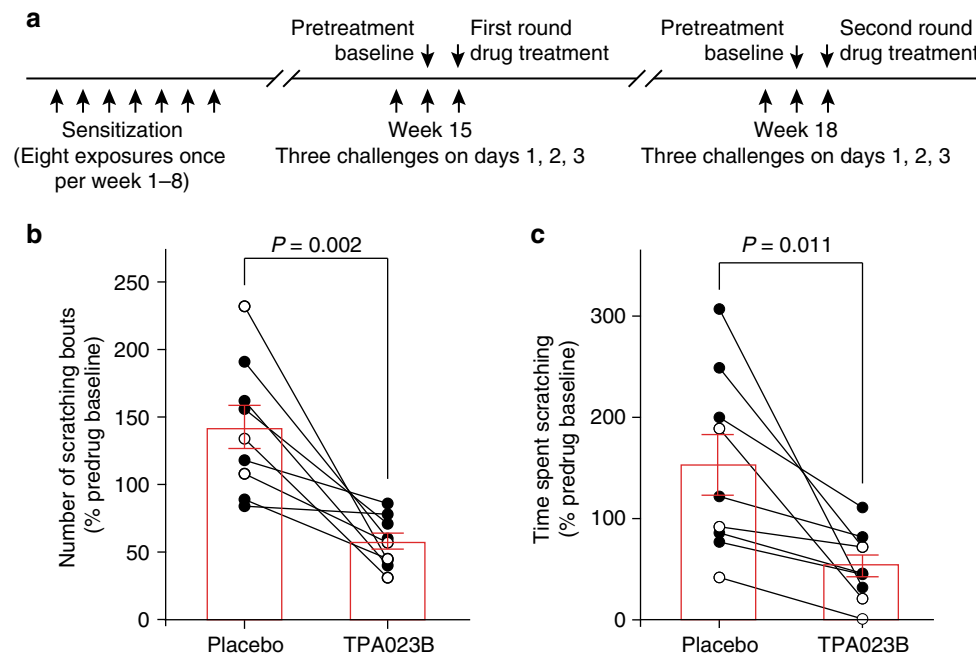 a
Pretreatment
baseline
First round
drug treatment
Pretreatment
baseline
Second round
drug treatment
Sensitization
(Eight exposures once
per week 1–8)
Week 15
Three challenges on days 1, 2, 3
Week 18
Three challenges on days 1, 2, 3
b
P = 0.002
Number of scratching bouts
(% predrug baseline)
250
200
150
100
50
0
Placebo
TPA023B
c
P = 0.011
Time spent scratching
(% predrug baseline)
300
200
100
0
Placebo
TPA023B